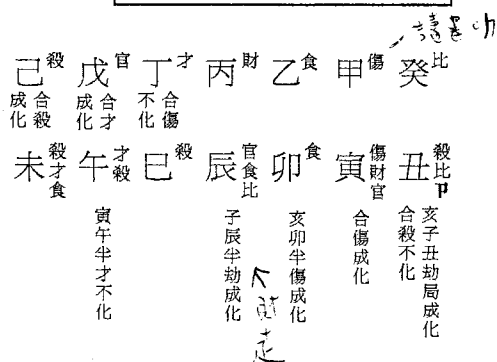 癸比
甲傷
乙食
丙財
丁才
合傷
不化
戊官
合才
成化
己殺
合殺
成化
丑殺比卩
亥子丑劫局成化
合殺不化
寅傷財官
合傷成化
卯食
亥卯半傷成化
辰官食比
子辰半劫成化
巳殺
午才殺
寅午半才不化
未殺才食